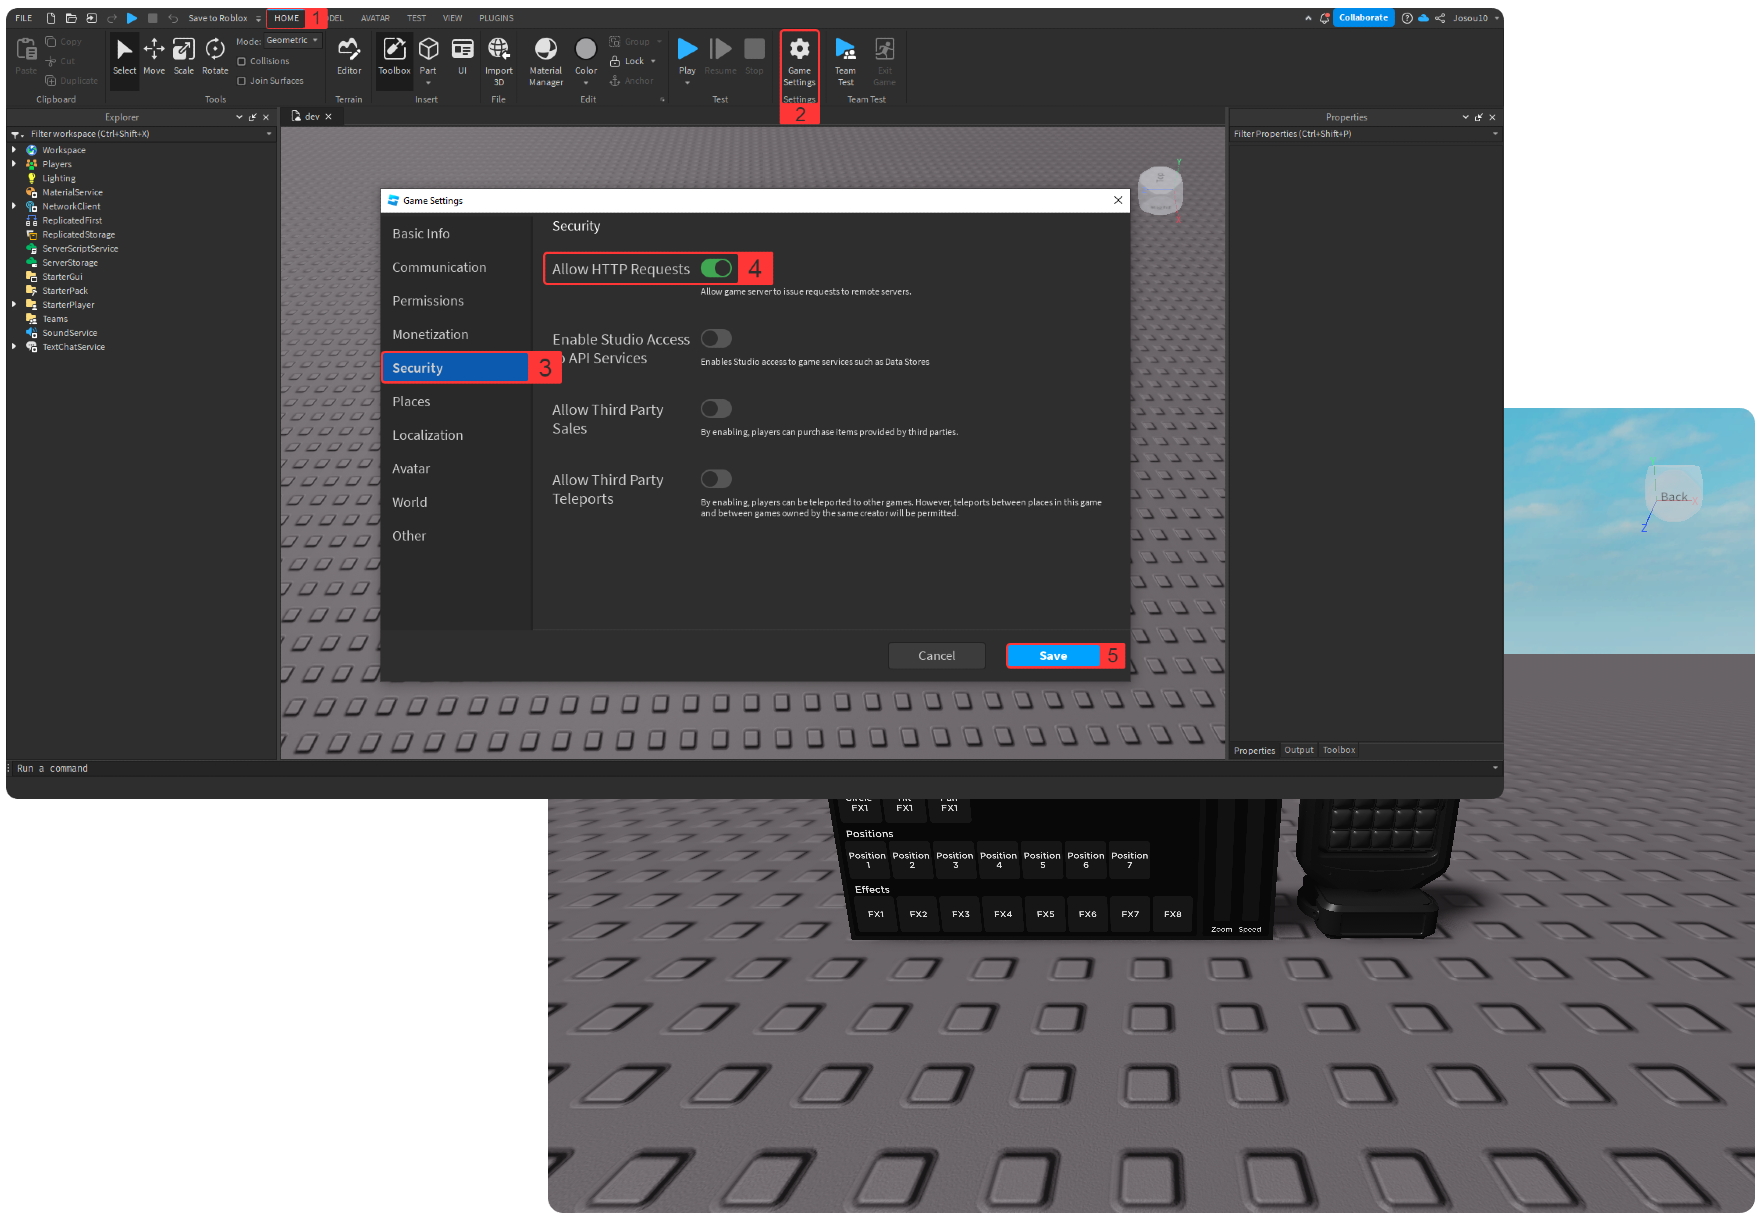 FILE
Save to Roblox
HOME
1
DEL
AVATAR
TEST
VIEW
PLUGINS
Collaborate
Josou10
Paste
Copy
Cut
Duplicate
Clipboard
Select
Move
Scale
Rotate
Mode:
Geometric
Collisions
Join Surfaces
Tools
Editor
Terrain
Toolbox
Part
UI
Insert
Import
3D
File
Material
Manager
Color
Group
Lock
Anchor
Edit
Play
Resume
Stop
Test
Game
Settings
Settings
2
Team
Test
Exit
Game
Team Test
Explorer
Filter workspace (Ctrl+Shift+X)
Workspace
Players
Lighting
MaterialService
NetworkClient
ReplicatedFirst
ReplicatedStorage
ServerScriptService
ServerStorage
StarterGui
StarterPack
StarterPlayer
Teams
SoundService
TextChatService
dev
Y
Game Settings
Basic Info
Communication
Permissions
Monetization
Security
3
Places
Localization
Avatar
World
Other
Security
Allow HTTP Requests
4
Allow game server to issue requests to remote servers.
Enable Studio Access
API Services
Enables Studio access to game services such as Data Stores
Allow Third Party
Sales
By enabling, players can purchase items provided by third parties.
Allow Third Party
Teleports
By enabling, players can be teleported to other games. However, teleports between places in this game
and between games owned by the same creator will be permitted.
Cancel
Save
5
Properties
Filter Properties (Ctrl+Shift+P)
Properties
Output
Toolbox
Run a command
Back
X
Z
FX1
FX1
FX1
Positions
Position
1
Position
2
Position
3
Position
4
Position
5
Position
6
Position
7
Effects
FX1
FX2
FX3
FX4
FX5
FX6
FX7
FX8
Zoom
Speed